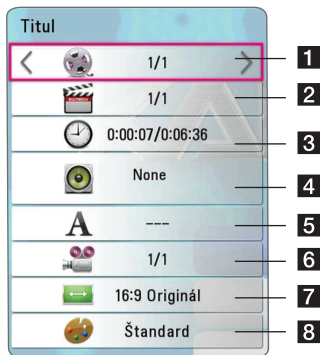 Titul
1/1 1
MULTIMEDIA
1/1 2
0:00:07/0:06:36 3
None 4
A --- 5
1/1 6
16:9 Originál 7
Štandard 8